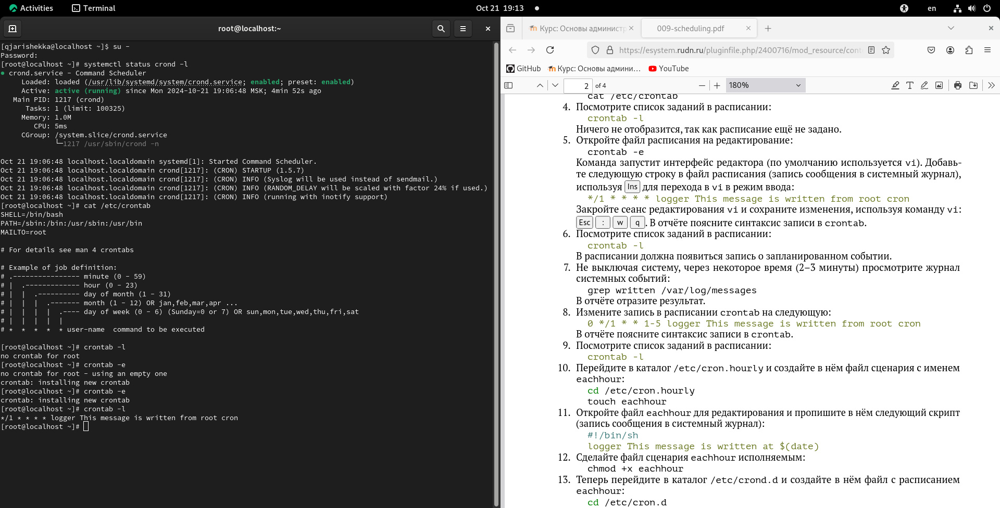 Activities
Terminal
Oct 21 19:13
en
root@localhost:~
[qjarishekka@localhost ~]$ su -
Password:
[root@localhost ~]# systemctl status crond -l
● crond.service - Command Scheduler
Loaded: loaded (/usr/lib/systemd/system/crond.service; enabled; preset: enabled)
Active: active (running) since Mon 2024-10-21 19:06:48 MSK; 4min 52s ago
Main PID: 1217 (crond)
Tasks: 1 (limit: 100325)
Memory: 1.0M
CPU: 5ms
CGroup: /system.slice/crond.service
└─1217 /usr/sbin/crond -n
Oct 21 19:06:48 localhost.localdomain systemd[1]: Started Command Scheduler.
Oct 21 19:06:48 localhost.localdomain crond[1217]: (CRON) STARTUP (1.5.7)
Oct 21 19:06:48 localhost.localdomain crond[1217]: (CRON) INFO (Syslog will be used instead of sendmail.)
Oct 21 19:06:48 localhost.localdomain crond[1217]: (CRON) INFO (RANDOM_DELAY will be scaled with factor 24% if used.)
Oct 21 19:06:48 localhost.localdomain crond[1217]: (CRON) INFO (running with inotify support)
[root@localhost ~]# cat /etc/crontab
SHELL=/bin/bash
PATH=/sbin:/bin:/usr/sbin:/usr/bin
MAILTO=root
# For details see man 4 crontabs
# Example of job definition:
# .---------------- minute (0 - 59)
# |  .------------- hour (0 - 23)
# |  |  .---------- day of month (1 - 31)
# |  |  |  .------- month (1 - 12) OR jan,feb,mar,apr ...
# |  |  |  |  .---- day of week (0 - 6) (Sunday=0 or 7) OR sun,mon,tue,wed,thu,fri,sat
# |  |  |  |  |
# *  *  *  *  * user-name  command to be executed
[root@localhost ~]# crontab -l
no crontab for root
[root@localhost ~]# crontab -e
no crontab for root - using an empty one
crontab: installing new crontab
[root@localhost ~]# crontab -e
crontab: installing new crontab
[root@localhost ~]# crontab -l
*/1 * * * * logger This message is written from root cron
[root@localhost ~]#
Курс: Основы администр
009-scheduling.pdf
https://esystem.rudn.ru/pluginfile.php/2400716/mod_resource/conte
GitHub
Курс: Основы админи…
YouTube
2 of 4
180%
cat /etc/crontab
4. Посмотрите список заданий в расписании:
crontab -l
Ничего не отобразится, так как расписание ещё не задано.
5. Откройте файл расписания на редактирование:
crontab -e
Команда запустит интерфейс редактора (по умолчанию используется vi). Добавь-
те следующую строку в файл расписания (запись сообщения в системный журнал),
используя Ins для перехода в vi в режим ввода:
*/1 * * * * logger This message is written from root cron
Закройте сеанс редактирования vi и сохраните изменения, используя команду vi:
Esc : w q. В отчёте поясните синтаксис записи в crontab.
6. Посмотрите список заданий в расписании:
crontab -l
В расписании должна появиться запись о запланированном событии.
7. Не выключая систему, через некоторое время (2–3 минуты) просмотрите журнал
системных событий:
grep written /var/log/messages
В отчёте отразите результат.
8. Измените запись в расписании crontab на следующую:
0 */1 * * 1-5 logger This message is written from root cron
В отчёте поясните синтаксис записи в crontab.
9. Посмотрите список заданий в расписании:
crontab -l
10. Перейдите в каталог /etc/cron.hourly и создайте в нём файл сценария с именем
eachhour:
cd /etc/cron.hourly
touch eachhour
11. Откройте файл eachhour для редактирования и пропишите в нём следующий скрипт
(запись сообщения в системный журнал):
#!/bin/sh
logger This message is written at $(date)
12. Сделайте файл сценария eachhour исполняемым:
chmod +x eachhour
13. Теперь перейдите в каталог /etc/crond.d и создайте в нём файл с расписанием
eachhour:
cd /etc/cron.d